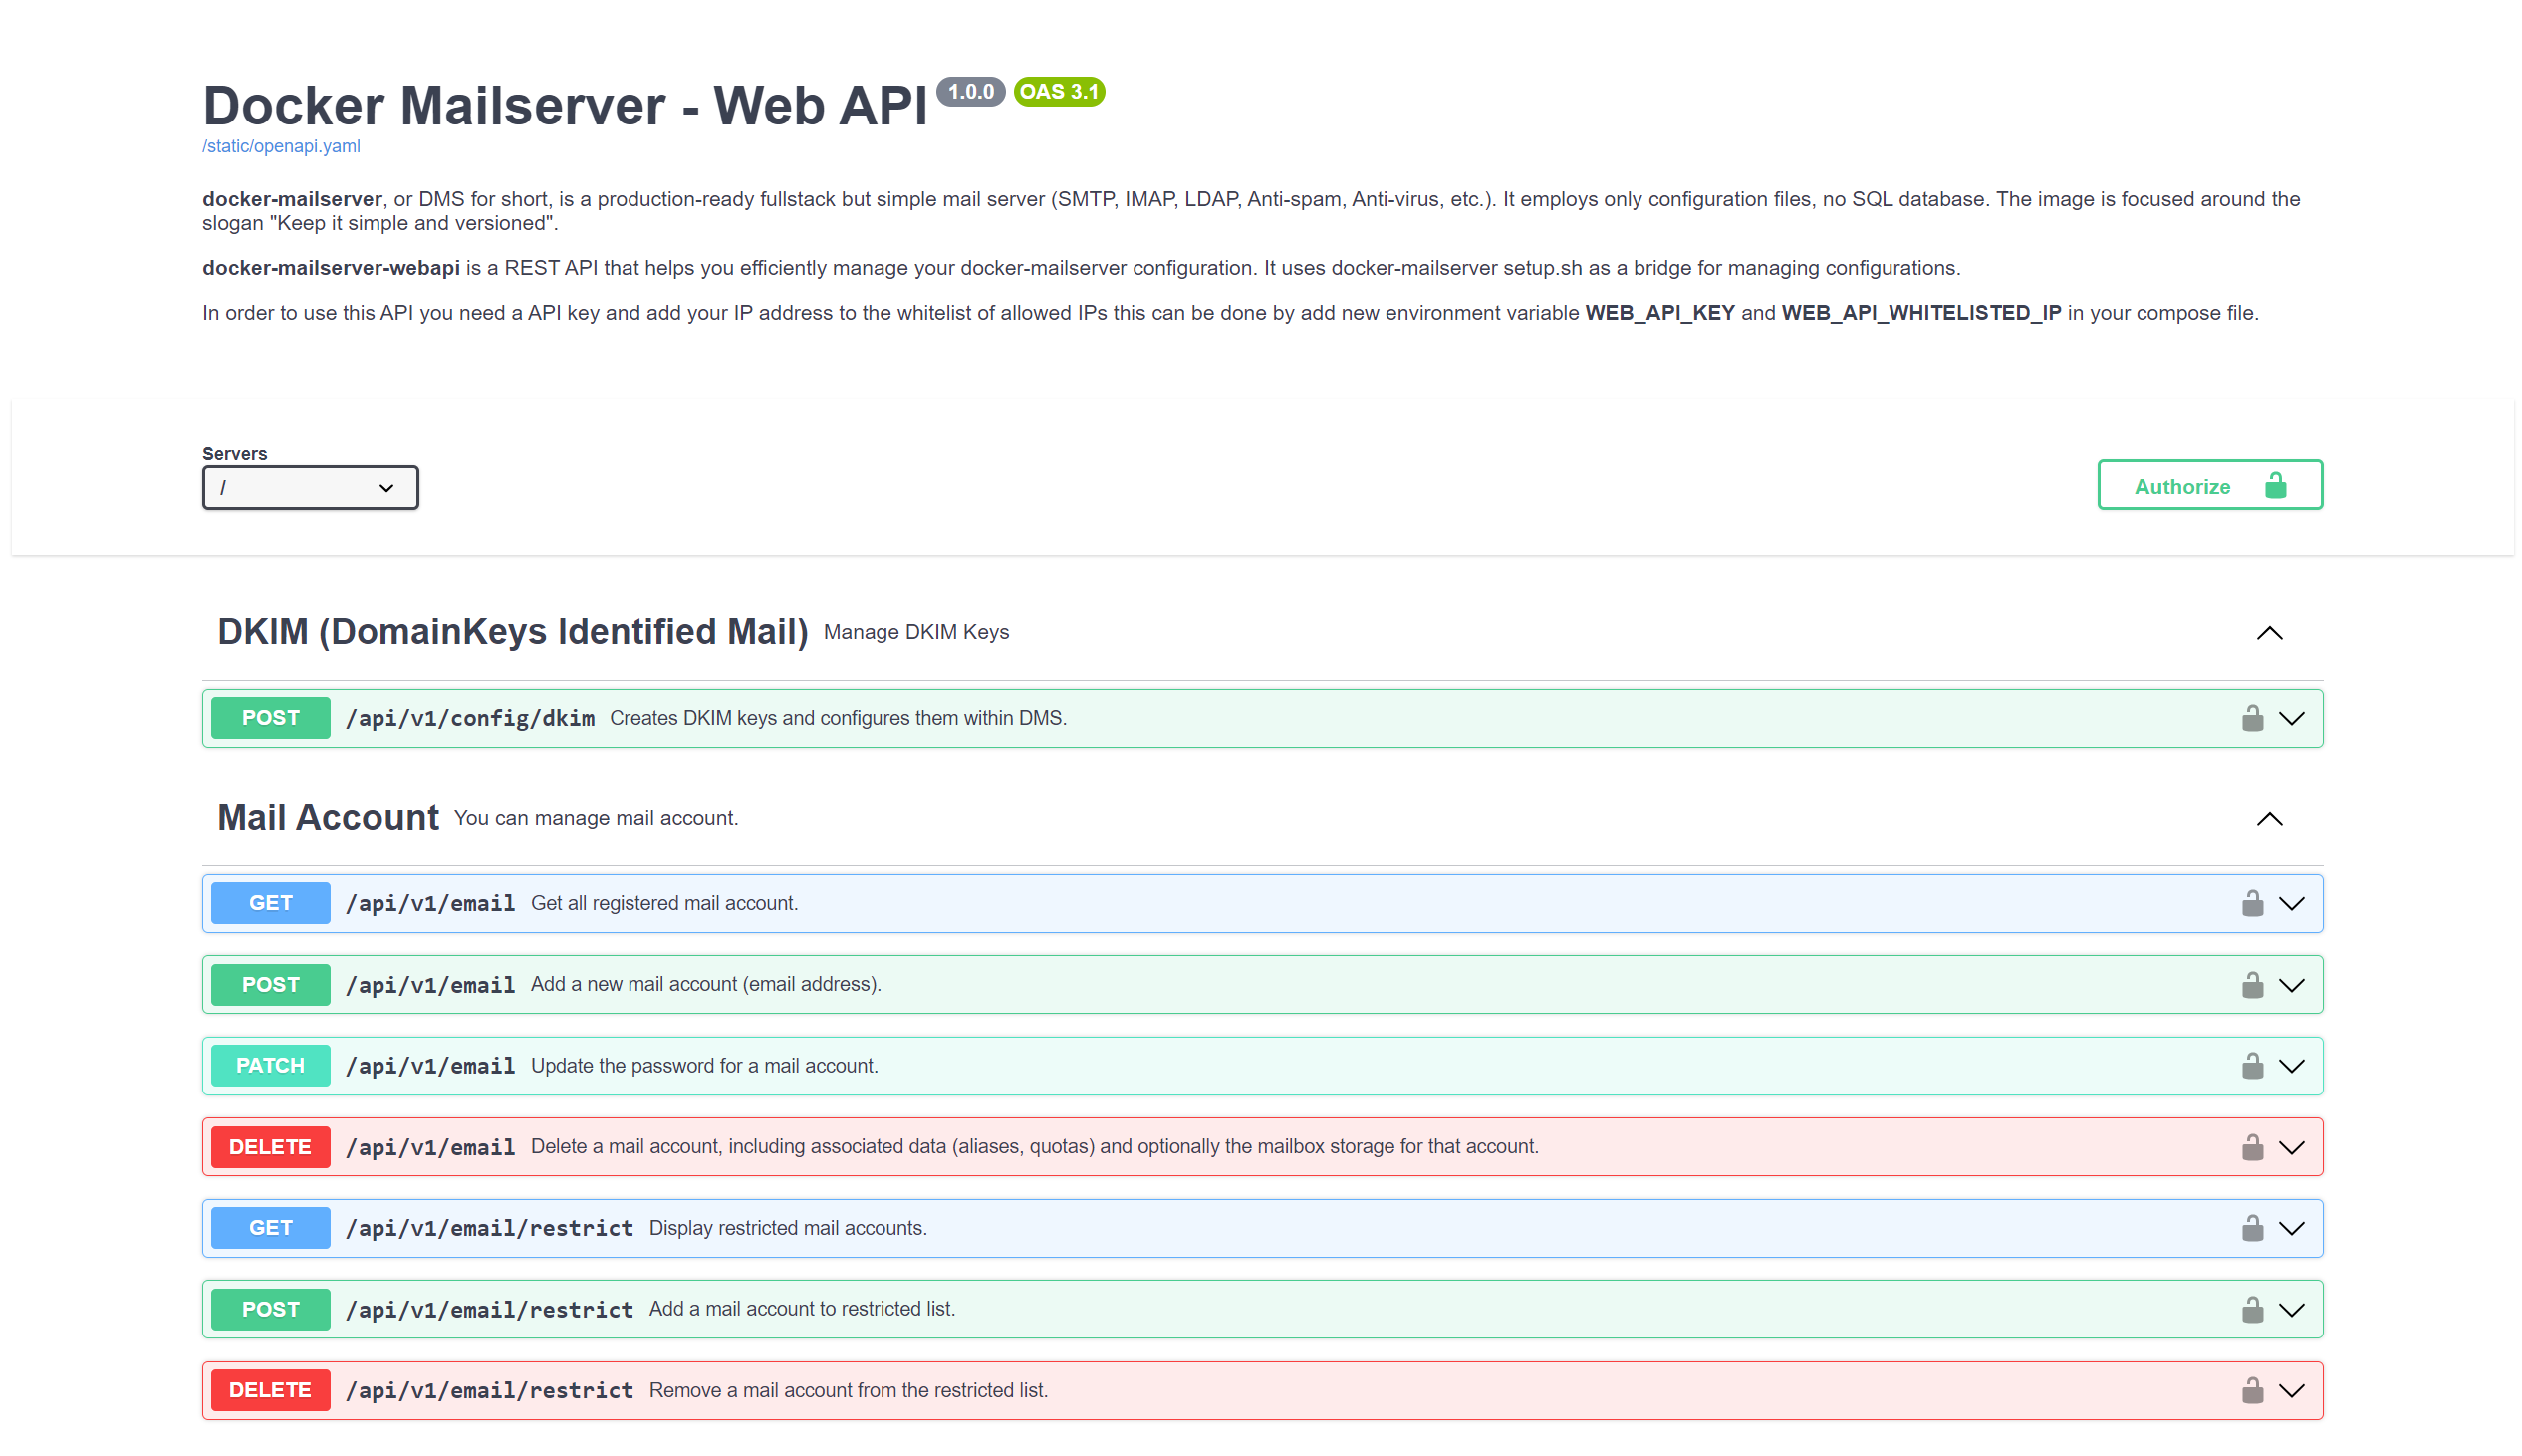 Docker Mailserver - Web API 1.0.0 OAS 3.1
/static/openapi.yaml
docker-mailserver, or DMS for short, is a production-ready fullstack but simple mail server (SMTP, IMAP, LDAP, Anti-spam, Anti-virus, etc.). It employs only configuration files, no SQL database. The image is focused around the
slogan "Keep it simple and versioned".
docker-mailserver-webapi is a REST API that helps you efficiently manage your docker-mailserver configuration. It uses docker-mailserver setup.sh as a bridge for managing configurations.
In order to use this API you need a API key and add your IP address to the whitelist of allowed IPs this can be done by add new environment variable WEB_API_KEY and WEB_API_WHITELISTED_IP in your compose file.
Servers
/
Authorize
DKIM (DomainKeys Identified Mail) Manage DKIM Keys
POST /api/v1/config/dkim Creates DKIM keys and configures them within DMS.
Mail Account You can manage mail account.
GET /api/v1/email Get all registered mail account.
POST /api/v1/email Add a new mail account (email address).
PATCH /api/v1/email Update the password for a mail account.
DELETE /api/v1/email Delete a mail account, including associated data (aliases, quotas) and optionally the mailbox storage for that account.
GET /api/v1/email/restrict Display restricted mail accounts.
POST /api/v1/email/restrict Add a mail account to restricted list.
DELETE /api/v1/email/restrict Remove a mail account from the restricted list.